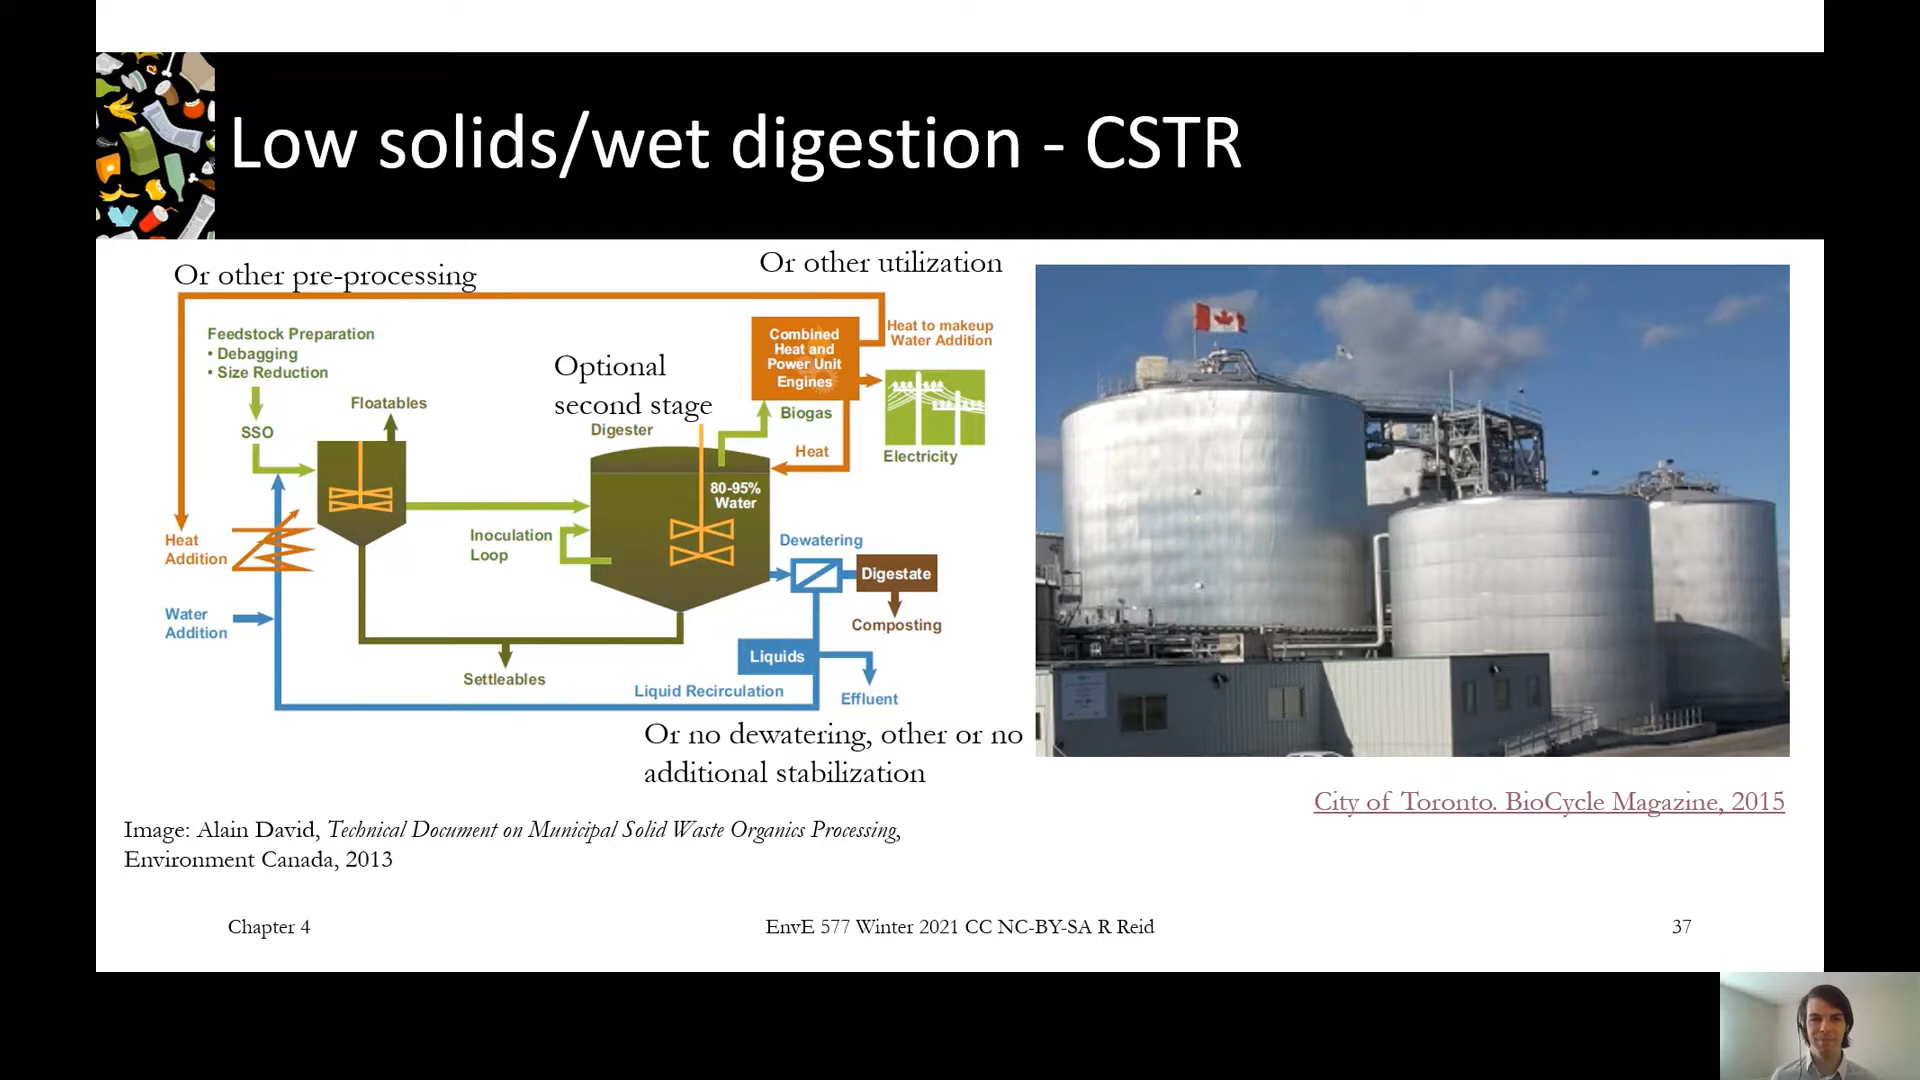 Low solids/wet digestion - CSTR
Or other pre-processing
Or other utilization
Feedstock Preparation
• Debagging
• Size Reduction
SSO
Floatables
Optional
second stage
Digester
Combined
Heat and
Power Unit
Engines
Heat to makeup
Water Addition
Biogas
Heat
Electricity
80-95%
Water
Inoculation
Loop
Heat
Addition
Water
Addition
Dewatering
Digestate
Composting
Liquids
Settleables
Liquid Recirculation
Effluent
Or no dewatering, other or no
additional stabilization
City of Toronto. BioCycle Magazine, 2015
Image: Alain David, Technical Document on Municipal Solid Waste Organics Processing,
Environment Canada, 2013
Chapter 4
EnvE 577 Winter 2021 CC NC-BY-SA R Reid
37